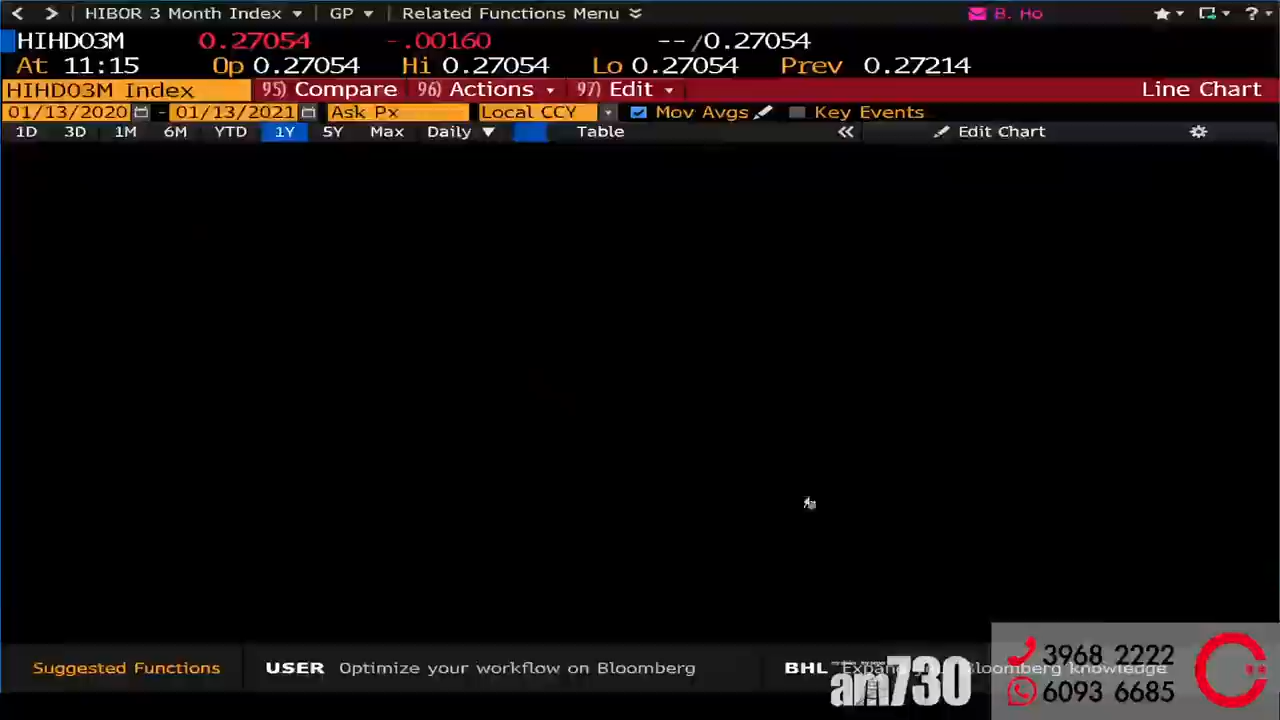 HIBOR 3 Month Index GP Related Functions Menu B. Ho ?
HIHD03M 0.27054 -.00160 --/0.27054
At 11:15 Op 0.27054 Hi 0.27054 Lo 0.27054 Prev 0.27214
HIHD03M Index 95) Compare 96) Actions 97) Edit Line Chart
01/13/2020 - 01/13/2021 Ask Px Local CCY Mov Avgs Key Events
1D 3D 1M 6M YTD 1Y 5Y Max Daily Table Edit Chart
Suggested Functions USER Optimize your workflow on Bloomberg BHL Bloomberg knowledge
am730
3968 2222
6093 6685